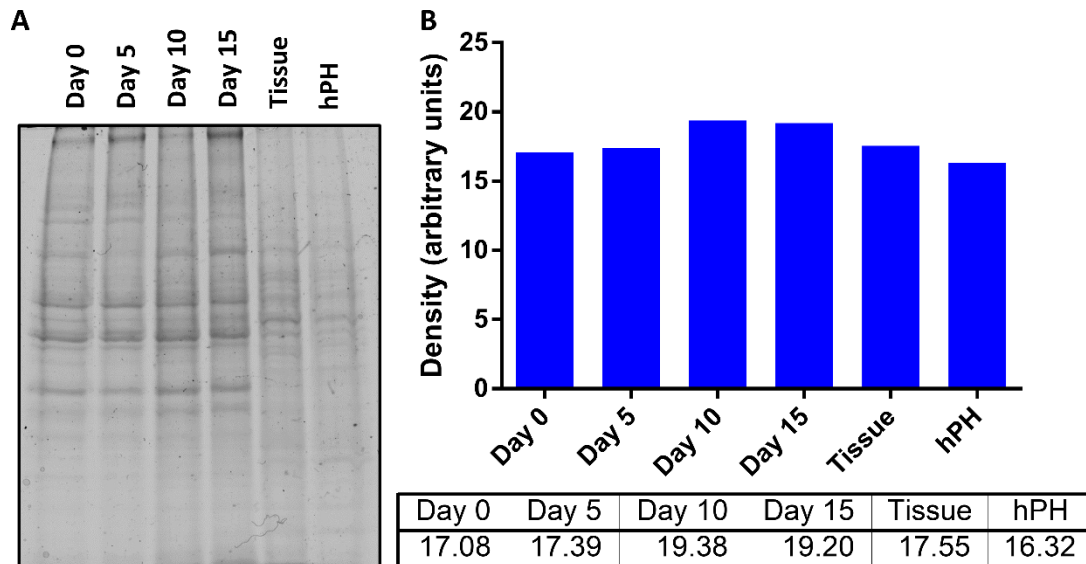 A
Day 0
Day 5
Day 10
Day 15
Tissue
hPH
B
Density (arbitrary units)
25
20
15
10
5
0
Day 0
Day 5
Day 10
Day 15
Tissue
hPH
Day 0 Day 5 Day 10 Day 15 Tissue hPH
17.08 17.39 19.38 19.20 17.55 16.32